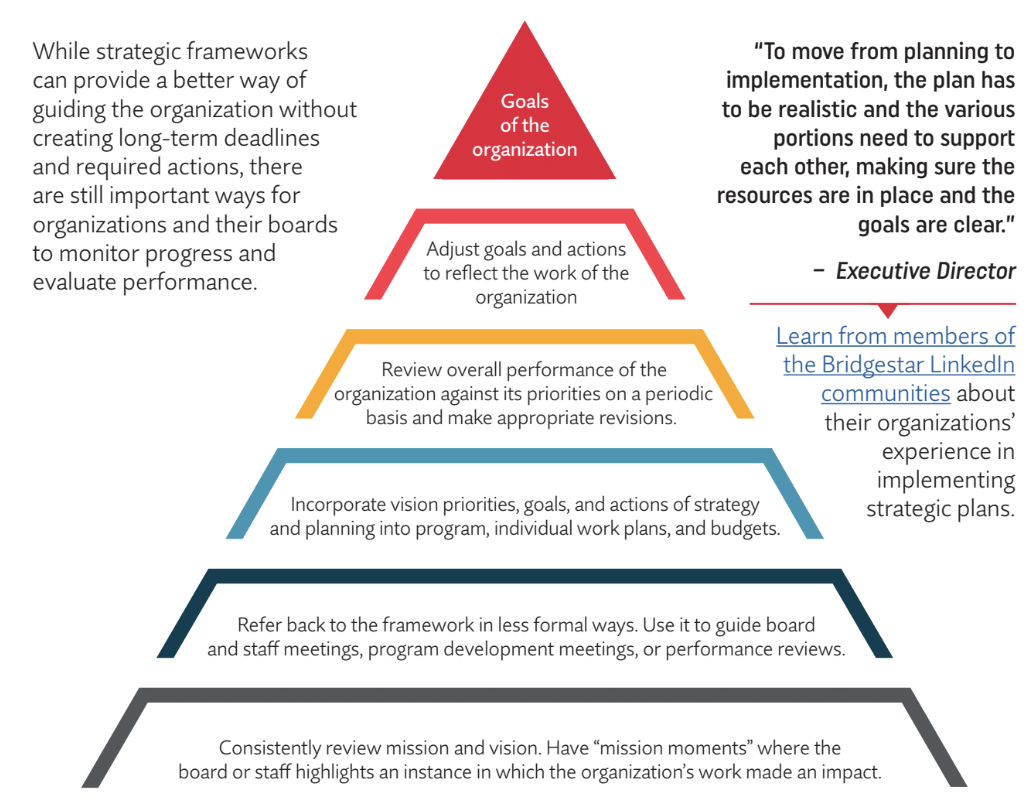 While strategic frameworks
can provide a better way of
guiding the organization without
creating long-term deadlines
and required actions, there
are still important ways for
organizations and their boards
to monitor progress and
evaluate performance.
Goals
of the
organization
Adjust goals and actions
to reflect the work of the
organization
Review overall performance of the
organization against its priorities on a periodic
basis and make appropriate revisions.
Incorporate vision priorities, goals, and actions of strategy
and planning into program, individual work plans, and budgets.
Refer back to the framework in less formal ways. Use it to guide board
and staff meetings, program development meetings, or performance reviews.
Consistently review mission and vision. Have “mission moments” where the
board or staff highlights an instance in which the organization’s work made an impact.
“To move from planning to
implementation, the plan has
to be realistic and the various
portions need to support
each other, making sure the
resources are in place and the
goals are clear.”
– Executive Director
Learn from members of
the Bridgestar LinkedIn
communities about
their organizations’
experience in
implementing
strategic plans.